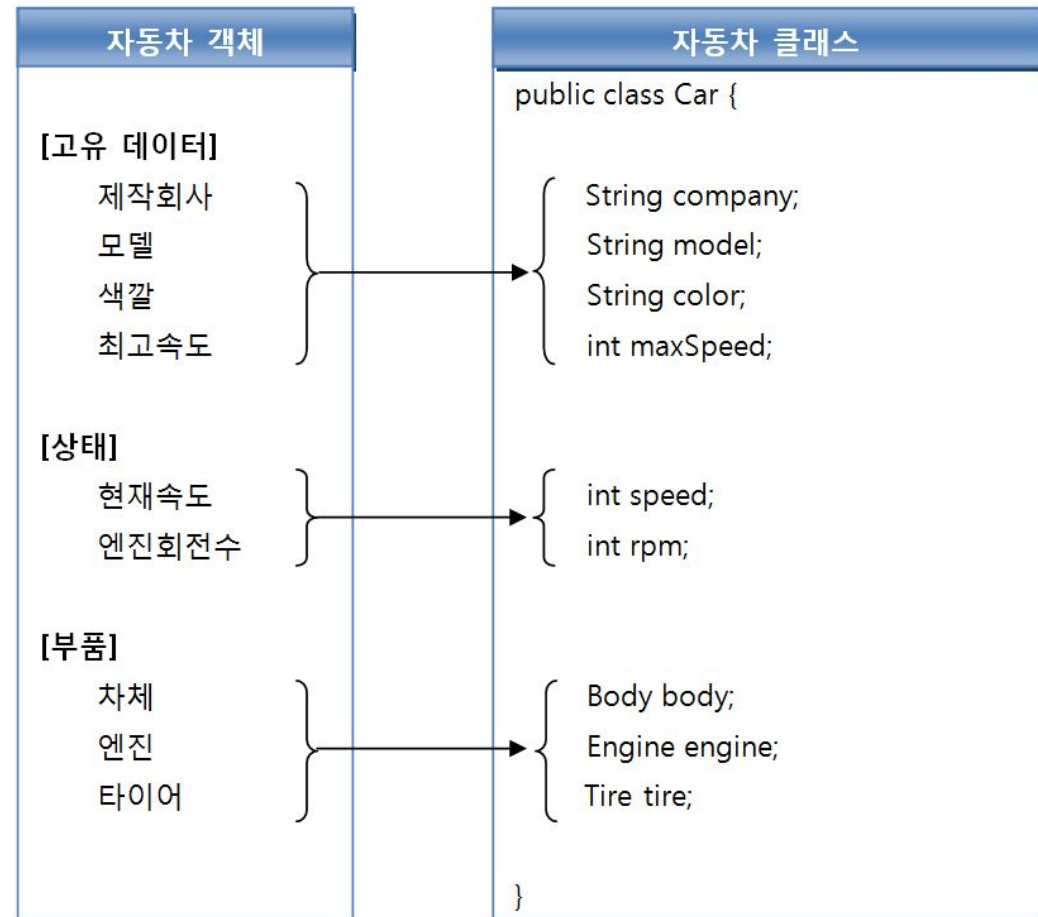 자동차 객체
[고유 데이터]
제작회사
모델
색깔
최고속도
[상태]
현재속도
엔진회전수
[부품]
차체
엔진
타이어
자동차 클래스
public class Car {
String company;
String model;
String color;
int maxSpeed;
int speed;
int rpm;
Body body;
Engine engine;
Tire tire;
}